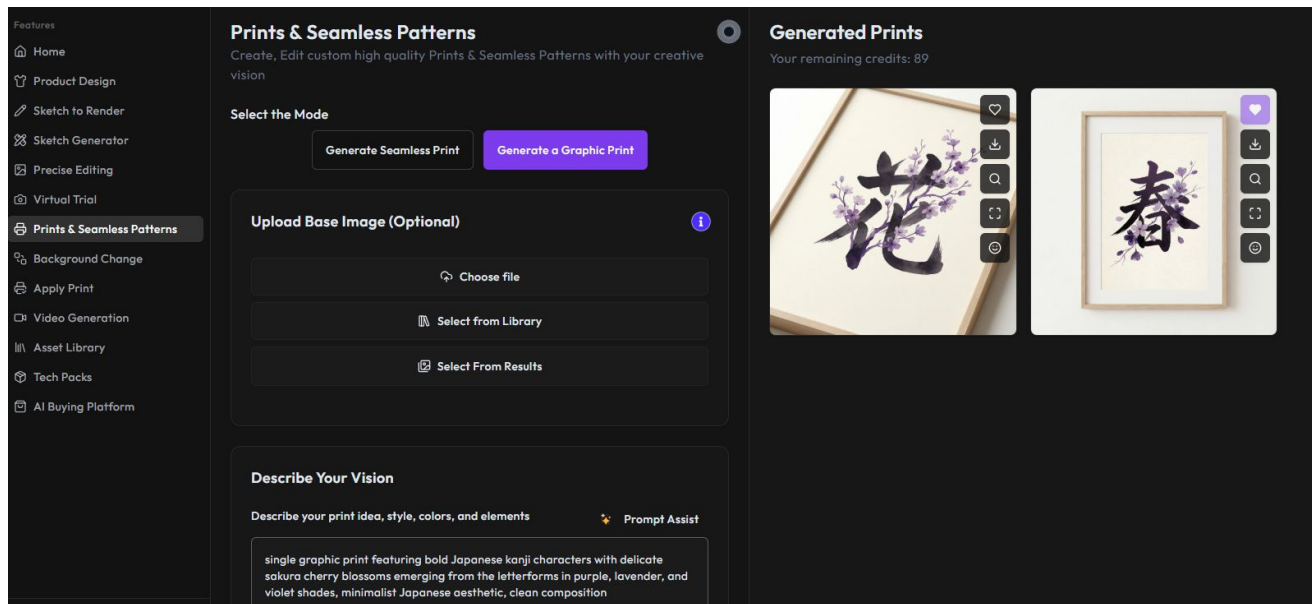 Features
Home
Product Design
Sketch to Render
Sketch Generator
Precise Editing
Virtual Trial
Prints & Seamless Patterns
Background Change
Apply Print
Video Generation
Asset Library
Tech Packs
AI Buying Platform
Prints & Seamless Patterns
Create, Edit custom high quality Prints & Seamless Patterns with your creative
vision
Select the Mode
Generate Seamless Print
Generate a Graphic Print
Upload Base Image (Optional)
Choose file
Select from Library
Select From Results
Describe Your Vision
Describe your print idea, style, colors, and elements
Prompt Assist
single graphic print featuring bold Japanese kanji characters with delicate
sakura cherry blossoms emerging from the letterforms in purple, lavender, and
violet shades, minimalist Japanese aesthetic, clean composition
Generated Prints
Your remaining credits: 89
花
春